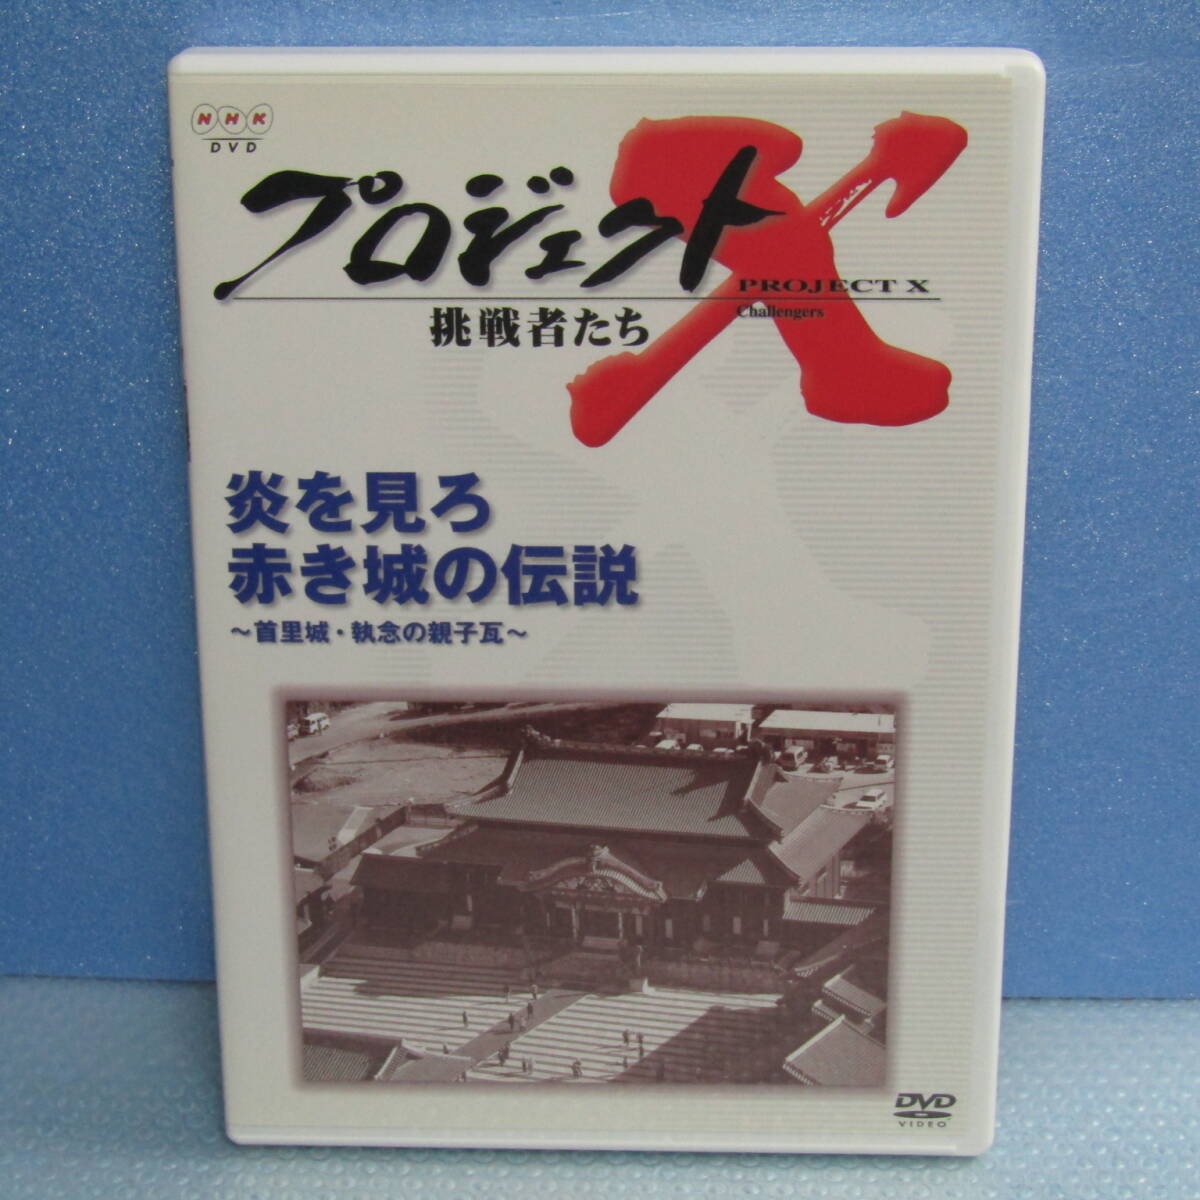 NHK
DVD
プロジェクトX
PROJECT X
Challengers
挑戦者たち
炎を見ろ
赤き城の伝説
～首里城・執念の親子瓦～
DVD
VIDEO